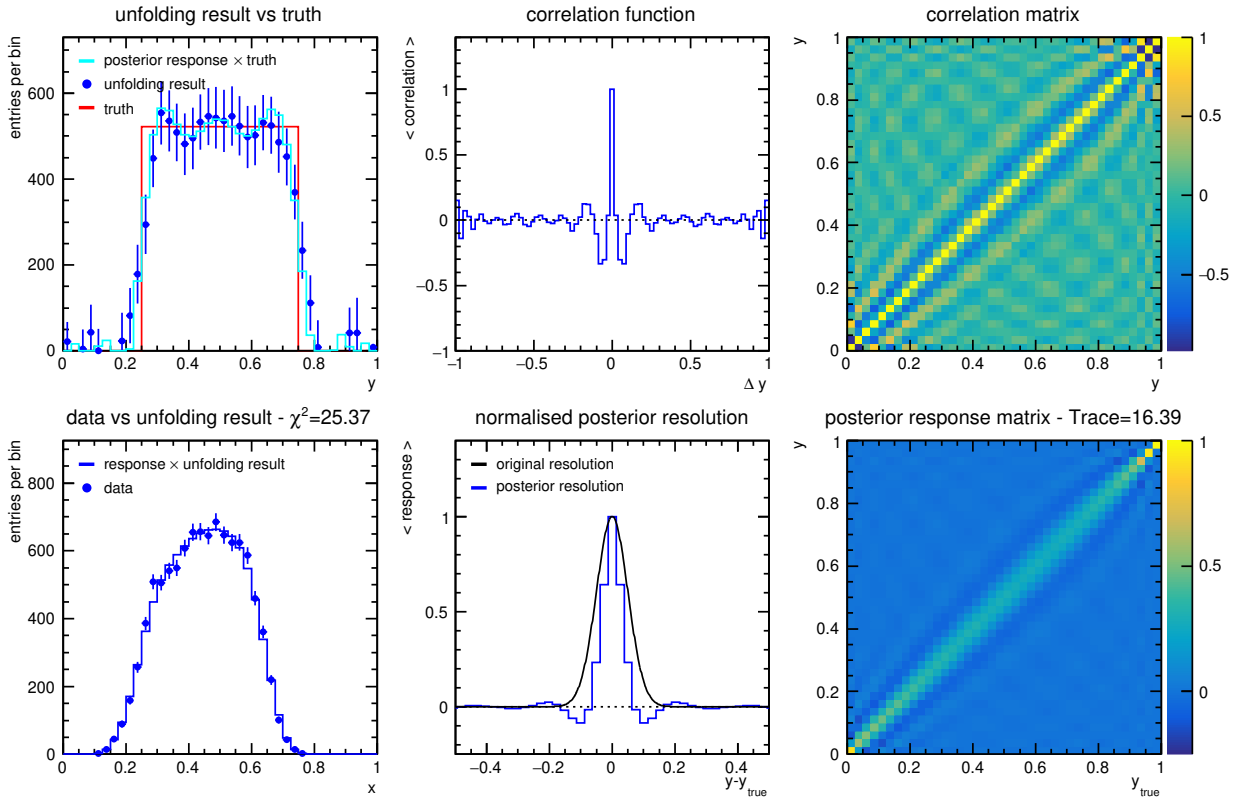 unfolding result vs truth
entries per bin
posterior response × truth
unfolding result
truth
0
200
400
600
0
0.2
0.4
0.6
0.8
1
y
correlation function
< correlation >
−1
−0.5
0
0.5
1
−1
−0.5
0
0.5
1
Δ y
correlation matrix
y
0
0.2
0.4
0.6
0.8
1
0
0.2
0.4
0.6
0.8
1
y
−0.5
0
0.5
1
data vs unfolding result - χ²=25.37
entries per bin
response × unfolding result
data
0
200
400
600
800
0
0.2
0.4
0.6
0.8
1
x
normalised posterior resolution
< response >
original resolution
posterior resolution
0
0.5
1
−0.4
−0.2
0
0.2
0.4
y-y_true
posterior response matrix - Trace=16.39
y
0
0.2
0.4
0.6
0.8
1
0
0.2
0.4
0.6
0.8
1
y_true
0
0.5
1